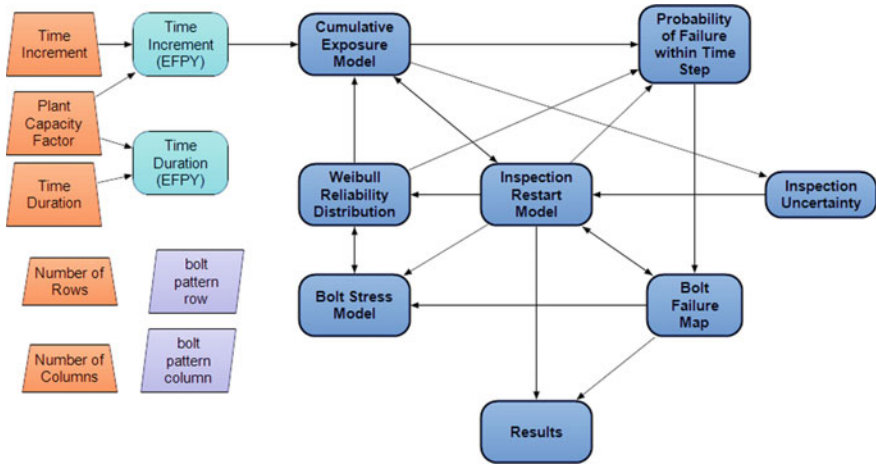 Time
Increment
Time
Increment
(EFPY)
Cumulative
Exposure
Model
Probability
of Failure
within Time
Step
Plant
Capacity
Factor
Time
Duration
(EFPY)
Time
Duration
Weibull
Reliability
Distribution
Inspection
Restart
Model
Inspection
Uncertainty
Number of
Rows
bolt
pattern
row
Bolt Stress
Model
Bolt
Failure
Map
Number of
Columns
bolt
pattern
column
Results